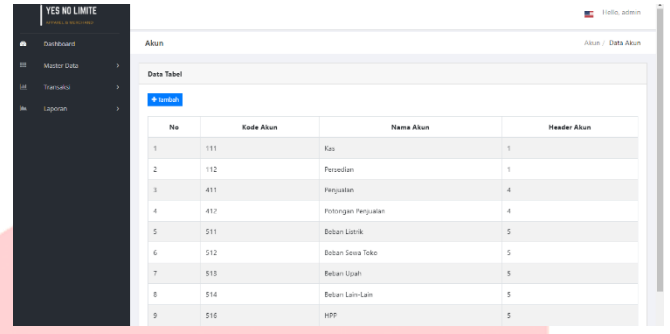 YES NO LIMITE
Hello, admin
Dashboard
Master Data
Transaksi
Laporan
Akun
Akun / Data Akun
Data Tabel
+ tambah
No Kode Akun Nama Akun Header Akun
1 111 Kas 1
2 112 Persedian 1
3 411 Penjualan 4
4 412 Potongan Penjualan 4
5 511 Beban Listrik 5
6 512 Beban Sewa Toko 5
7 513 Beban Upah 5
8 514 Beban Lain-Lain 5
9 516 HPP 5